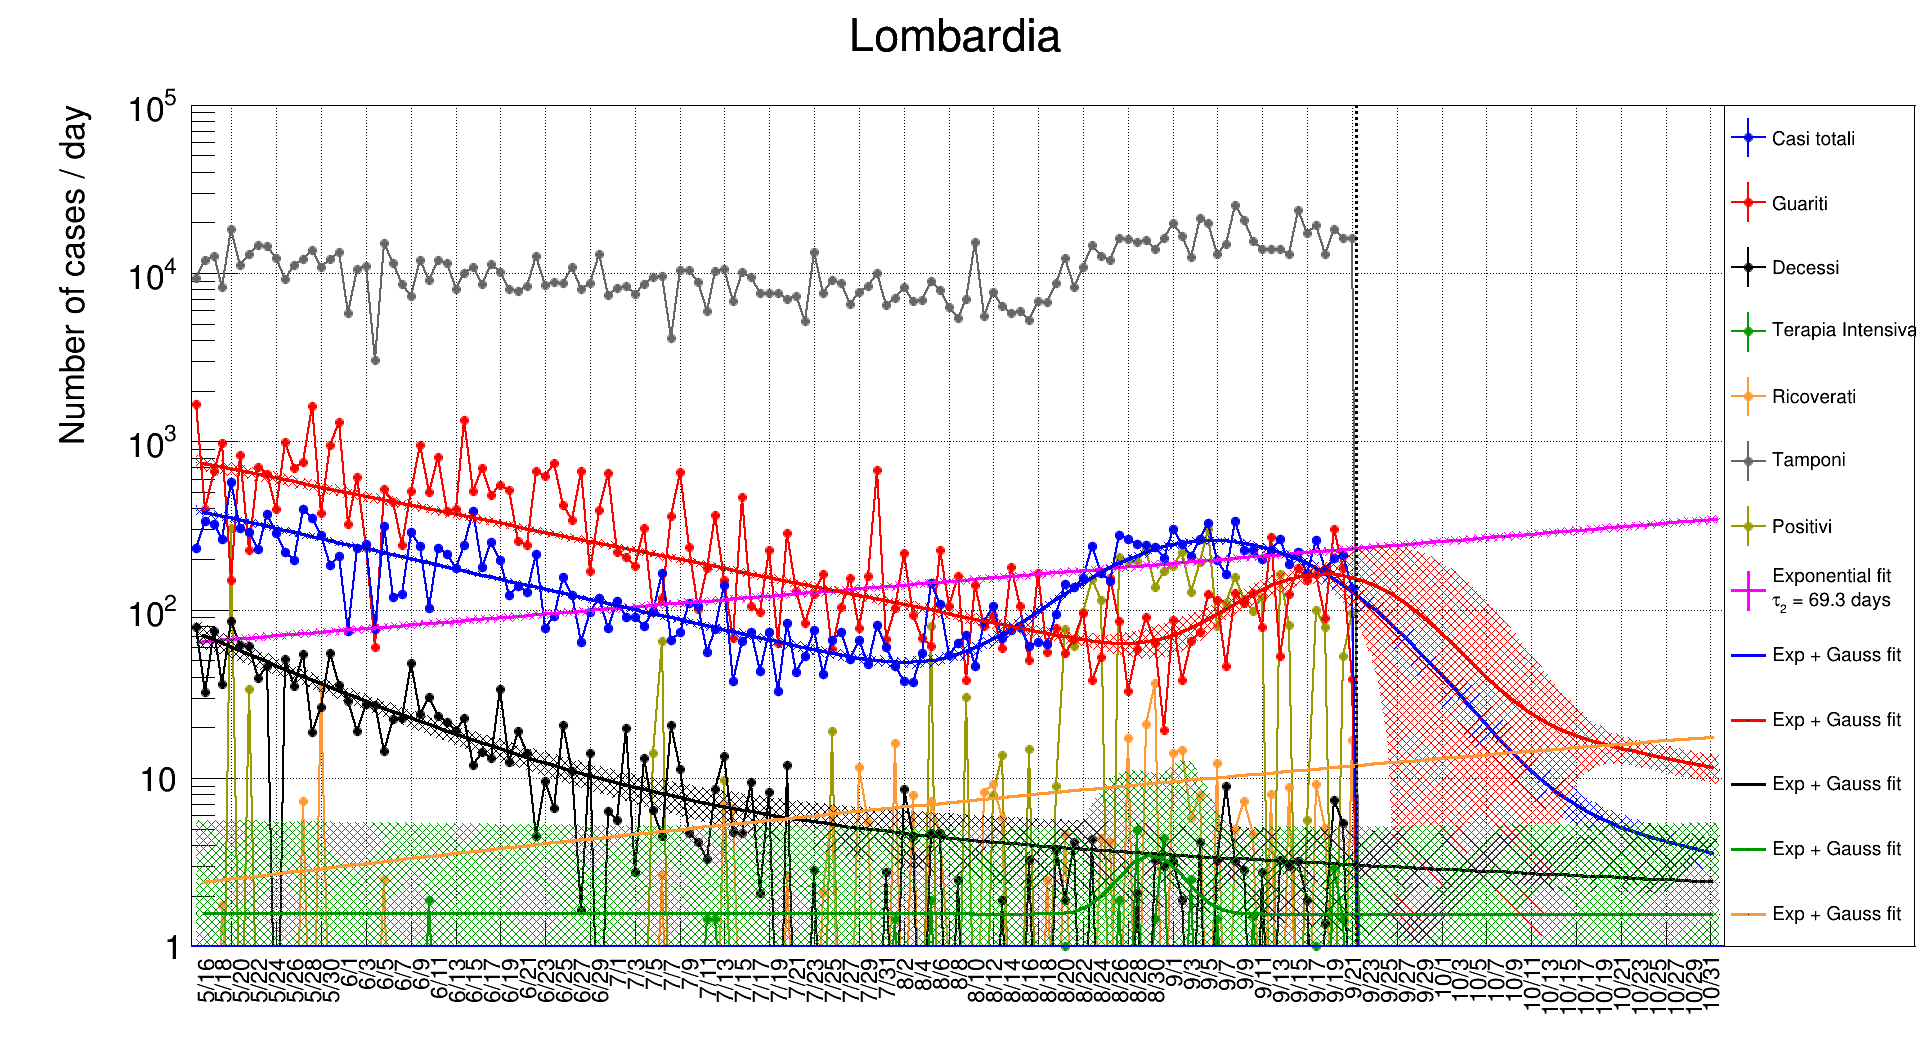 Lombardia
Number of cases / day
10^5
10^4
10^3
10^2
10
1
5/16 5/18 5/20 5/22 5/24 5/26 5/28 5/30 6/1 6/3 6/5 6/7 6/9 6/11 6/13 6/15 6/17 6/19 6/21 6/23 6/25 6/27 6/29 7/1 7/3 7/5 7/7 7/9 7/11 7/13 7/15 7/17 7/19 7/21 7/23 7/25 7/27 7/29 7/31 8/2 8/4 8/6 8/8 8/10 8/12 8/14 8/16 8/18 8/20 8/22 8/24 8/26 8/28 8/30 9/1 9/3 9/5 9/7 9/9 9/11 9/13 9/15 9/17 9/19 9/21 9/23 9/25 9/27 9/29 10/1 10/3 10/5 10/7 10/9 10/11 10/13 10/15 10/17 10/19 10/21 10/23 10/25 10/27 10/29 10/31
Casi totali
Guariti
Decessi
Terapia Intensiva
Ricoverati
Tamponi
Positivi
Exponential fit
τ₂ = 69.3 days
Exp + Gauss fit
Exp + Gauss fit
Exp + Gauss fit
Exp + Gauss fit
Exp + Gauss fit